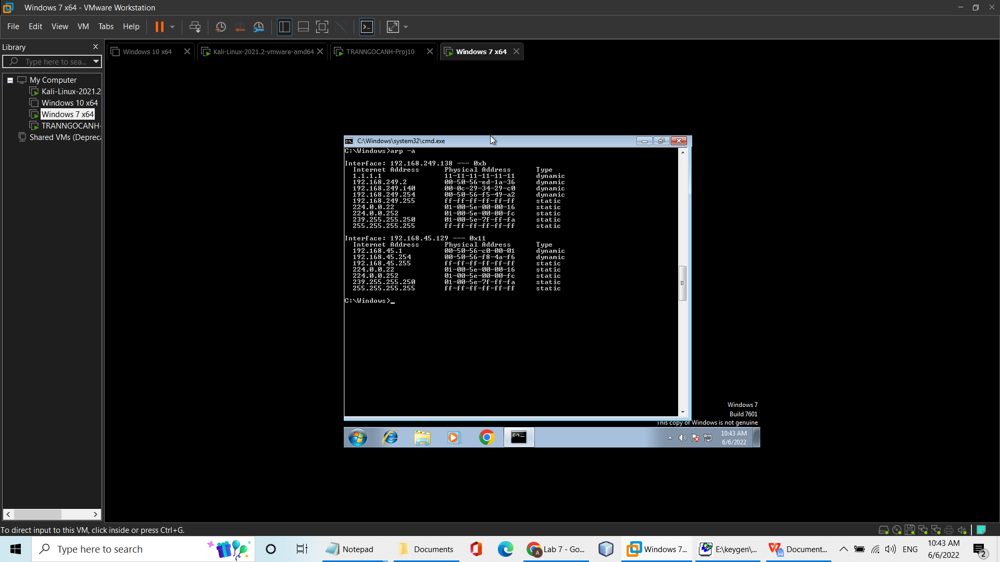 Windows 7 x64 - VMware Workstation
File Edit View VM Tabs Help
Library
Type here to sea...
My Computer
Kali-Linux-2021.2
Windows 10 x64
Windows 7 x64
TRANNGOCANH-
Shared VMs (Depreca
Windows 10 x64
Kali-Linux-2021.2-vmware-amd64
TRANNGOCANH-Proj10
Windows 7 x64
C:\Windows\system32\cmd.exe
C:\Windows>arp -a
Interface: 192.168.249.138 --- 0xb
Internet Address Physical Address Type
1.1.1.1 11-11-11-11-11-11 dynamic
192.168.249.2 00-50-56-ed-1a-36 dynamic
192.168.249.140 00-0c-29-34-29-c0 dynamic
192.168.249.254 00-50-56-f5-49-a2 dynamic
192.168.249.255 ff-ff-ff-ff-ff-ff static
224.0.0.22 01-00-5e-00-00-16 static
224.0.0.252 01-00-5e-00-00-fc static
239.255.255.250 01-00-5e-7f-ff-fa static
255.255.255.255 ff-ff-ff-ff-ff-ff static
Interface: 192.168.45.129 --- 0x11
Internet Address Physical Address Type
192.168.45.1 00-50-56-c0-00-01 dynamic
192.168.45.254 00-50-56-f8-4a-f6 dynamic
192.168.45.255 ff-ff-ff-ff-ff-ff static
224.0.0.22 01-00-5e-00-00-16 static
224.0.0.252 01-00-5e-00-00-fc static
239.255.255.250 01-00-5e-7f-ff-fa static
255.255.255.255 ff-ff-ff-ff-ff-ff static
C:\Windows>_
Windows 7
Build 7601
This copy of Windows is not genuine
10:43 AM
6/6/2022
To direct input to this VM, click inside or press Ctrl+G.
Type here to search
Notepad
Documents
Lab 7 - Go...
Windows 7...
E:\keygen\...
Document...
ENG
10:43 AM
6/6/2022
2